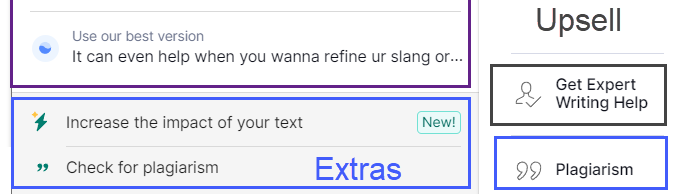 Use our best version
It can even help when you wanna refine ur slang or...
Increase the impact of your text New!
Check for plagiarism
Extras
Upsell
Get Expert
Writing Help
Plagiarism